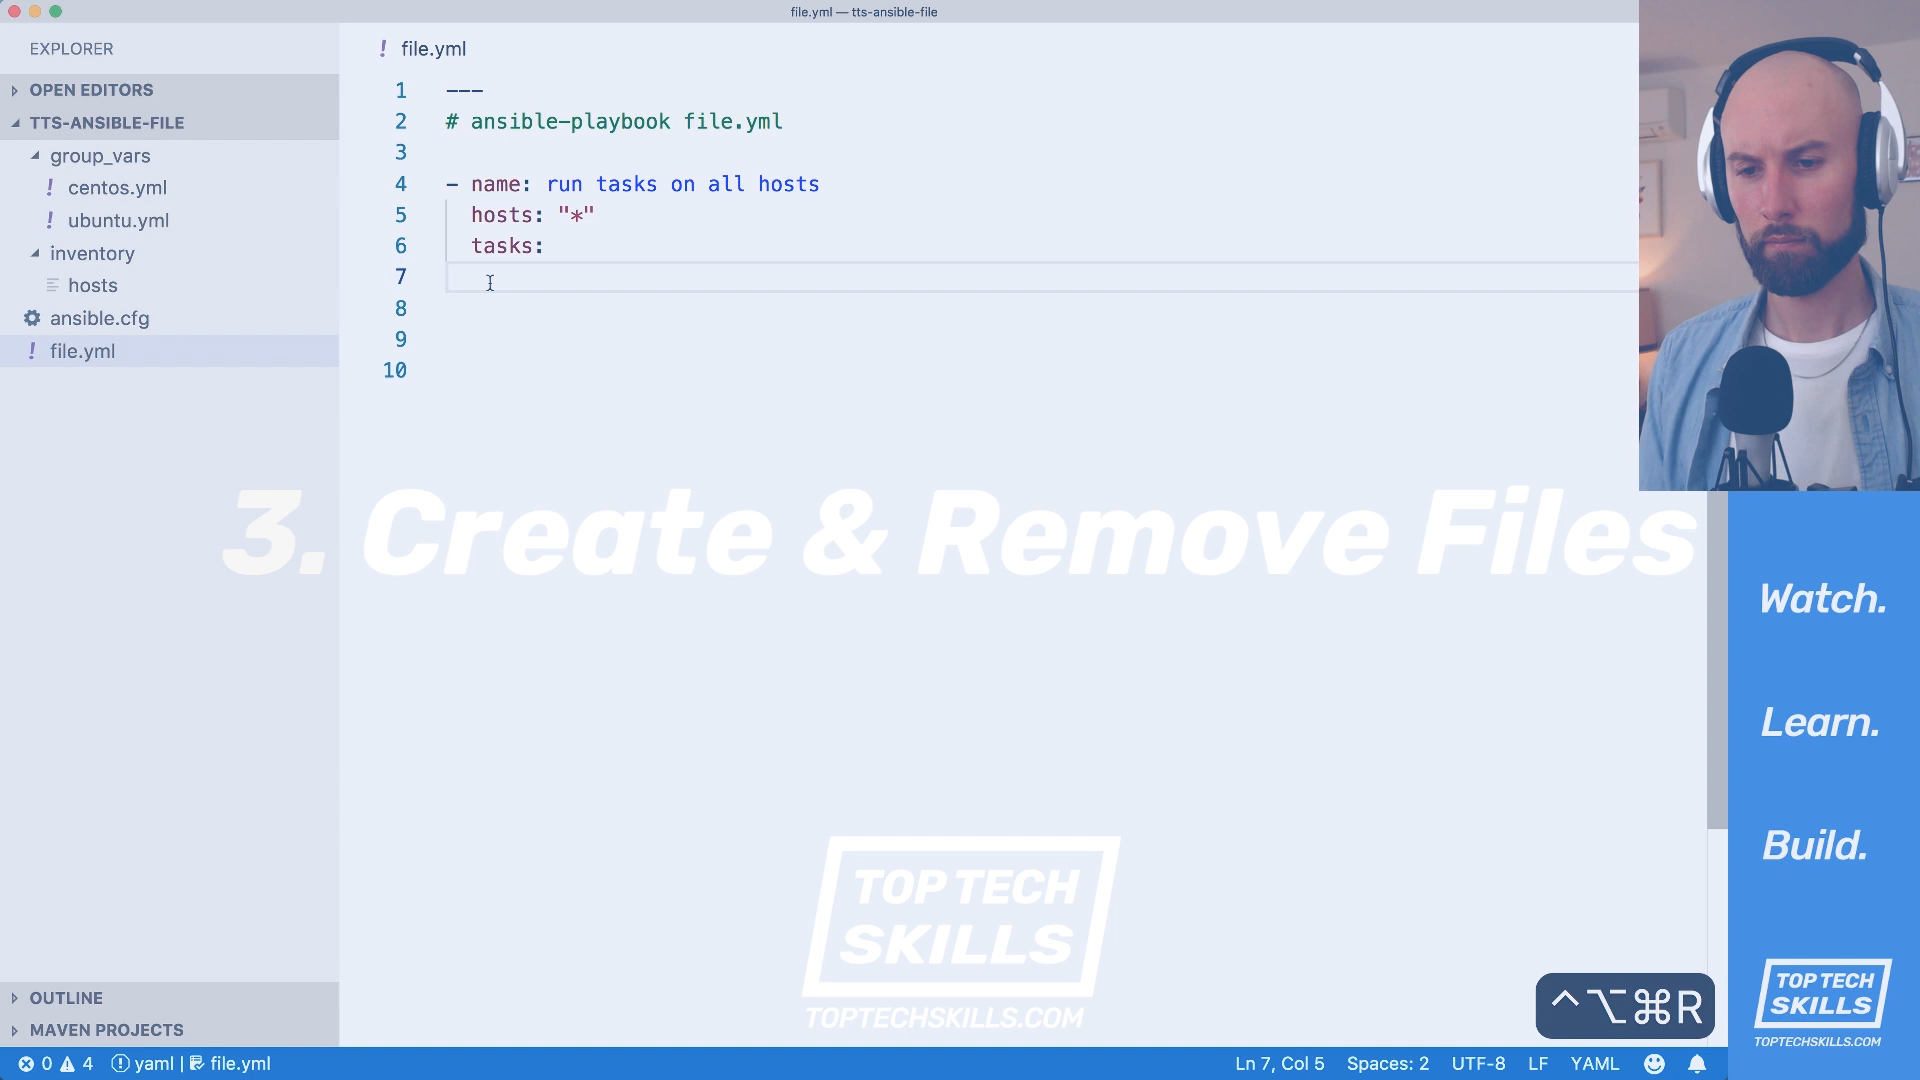 file.yml — tts-ansible-file
EXPLORER
OPEN EDITORS
TTS-ANSIBLE-FILE
group_vars
! centos.yml
! ubuntu.yml
inventory
hosts
ansible.cfg
! file.yml
OUTLINE
MAVEN PROJECTS
! file.yml
1 ---
2 # ansible-playbook file.yml
3
4 - name: run tasks on all hosts
5 hosts: "*"
6 tasks:
7
8
9
10
3. Create & Remove Files
TOP TECH
SKILLS
TOPTECHSKILLS.COM
^⌥⌘R
Watch.
Learn.
Build.
TOP TECH
SKILLS
TOPTECHSKILLS.COM
0 4 yaml | file.yml
Ln 7, Col 5 Spaces: 2 UTF-8 LF YAML